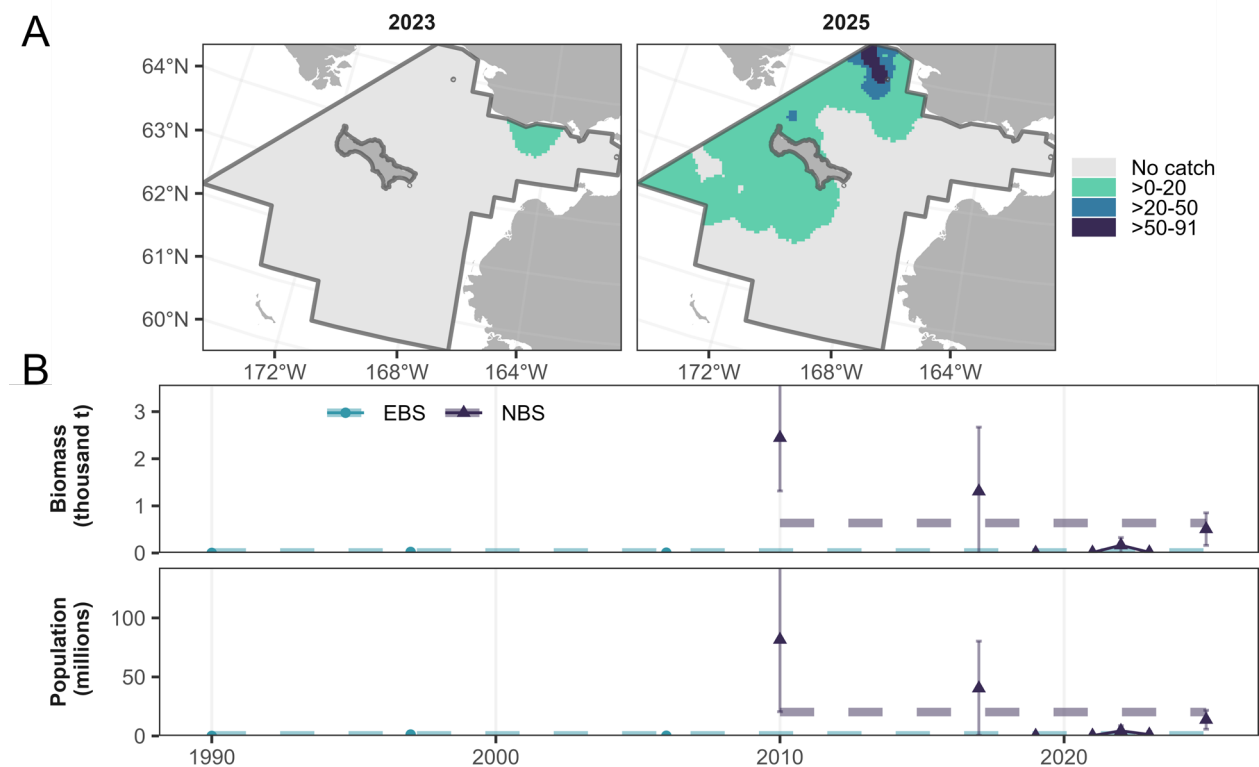 A
2023
2025
64°N
63°N
62°N
61°N
60°N
172°W
168°W
164°W
172°W
168°W
164°W
No catch
>0-20
>20-50
>50-91
B
Biomass
(thousand t)
3
2
1
0
EBS
NBS
Population
(millions)
100
50
0
1990
2000
2010
2020